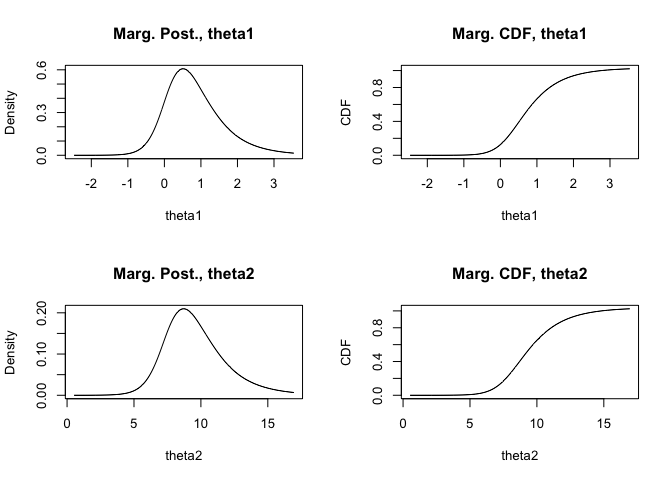 Marg. Post., theta1
Density
0.0 0.3 0.6
-2 -1 0 1 2 3
theta1
Marg. CDF, theta1
CDF
0.0 0.4 0.8
-2 -1 0 1 2 3
theta1
Marg. Post., theta2
Density
0.00 0.10 0.20
0 5 10 15
theta2
Marg. CDF, theta2
CDF
0.0 0.4 0.8
0 5 10 15
theta2